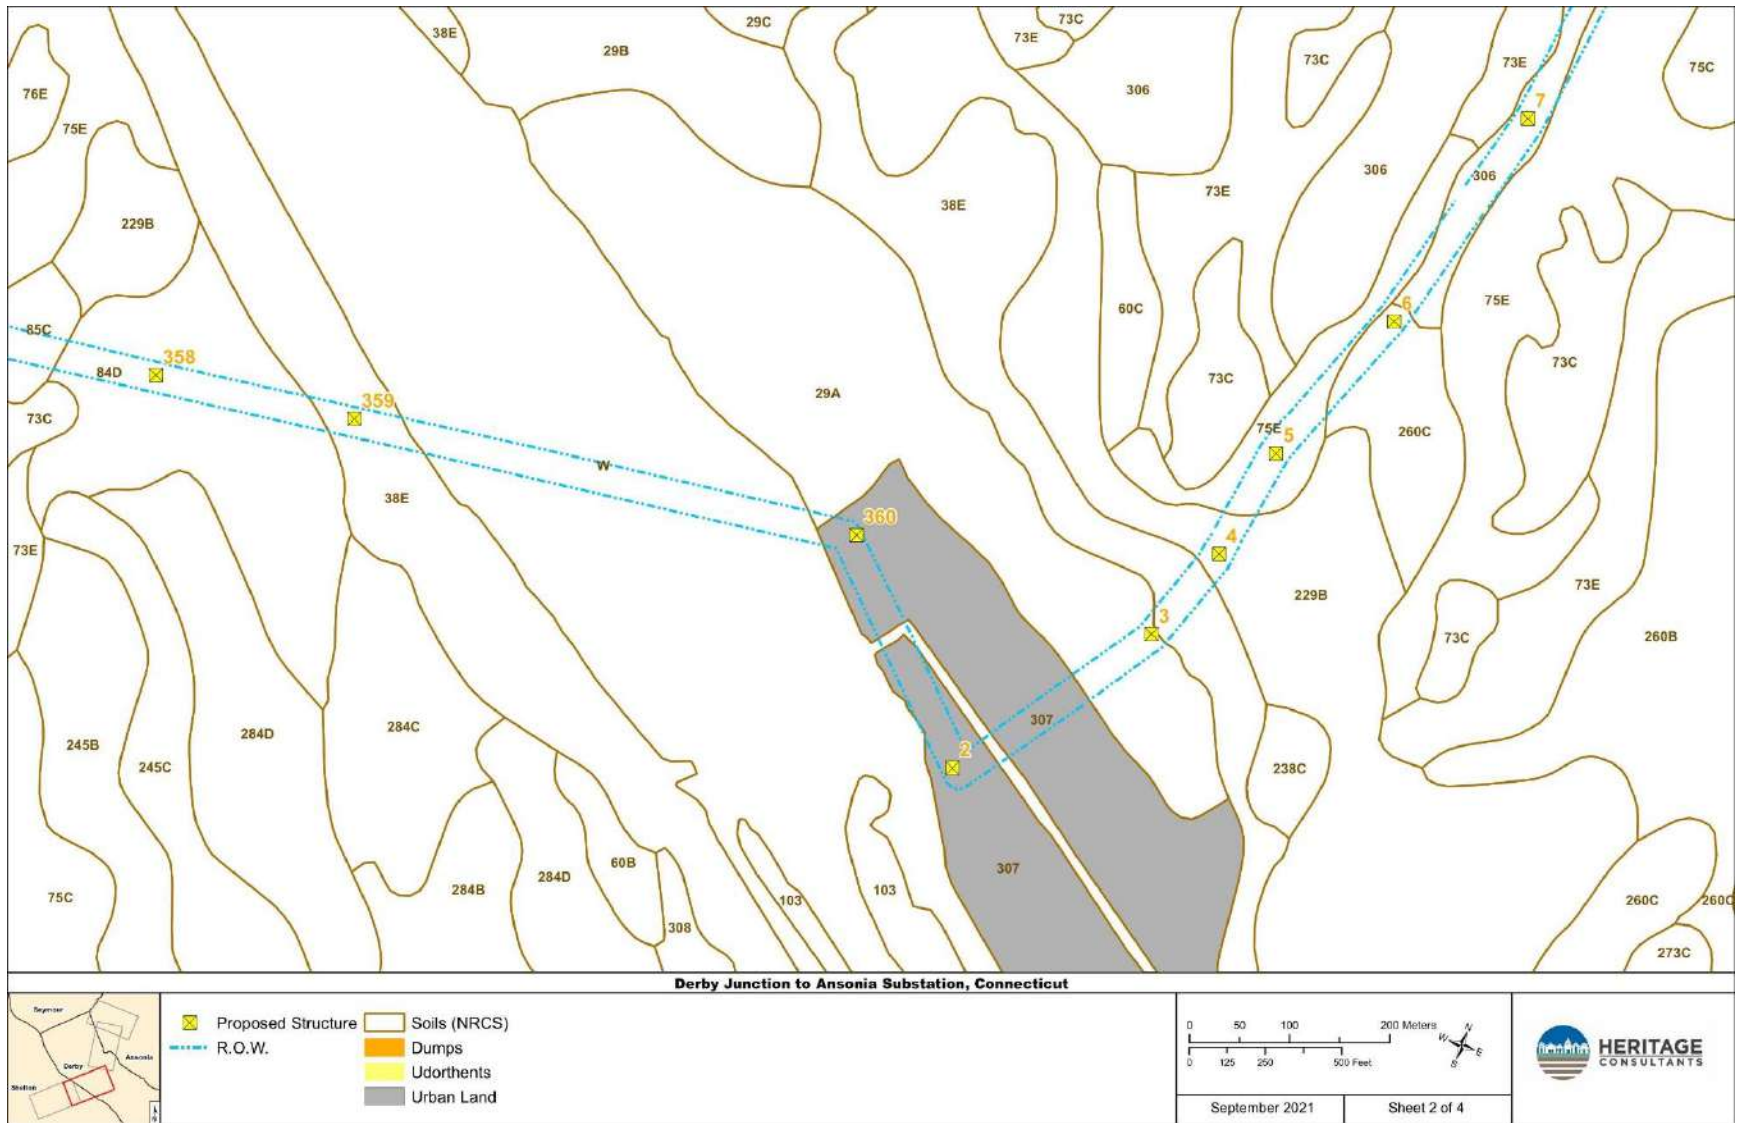 38E
29B
29C
73C
73E
73C
73E
75C
76E
75E
306
7
306
306
229B
73E
38E
85C
84D
358
60C
6
75E
73C
359
29A
73C
73C
75E
5
260C
W
38E
360
4
73E
73E
229B
3
73C
260B
245B
245C
284D
284C
307
2
238C
75C
284B
284D
60B
308
103
103
307
260C
260C
273C
Derby Junction to Ansonia Substation, Connecticut
Seymour
Ansonia
Derby
Shelton
N
Proposed Structure
R.O.W.
Soils (NRCS)
Dumps
Udorthents
Urban Land
0 50 100 200 Meters
0 125 250 500 Feet
N
W
E
S
September 2021
Sheet 2 of 4
HERITAGE
CONSULTANTS